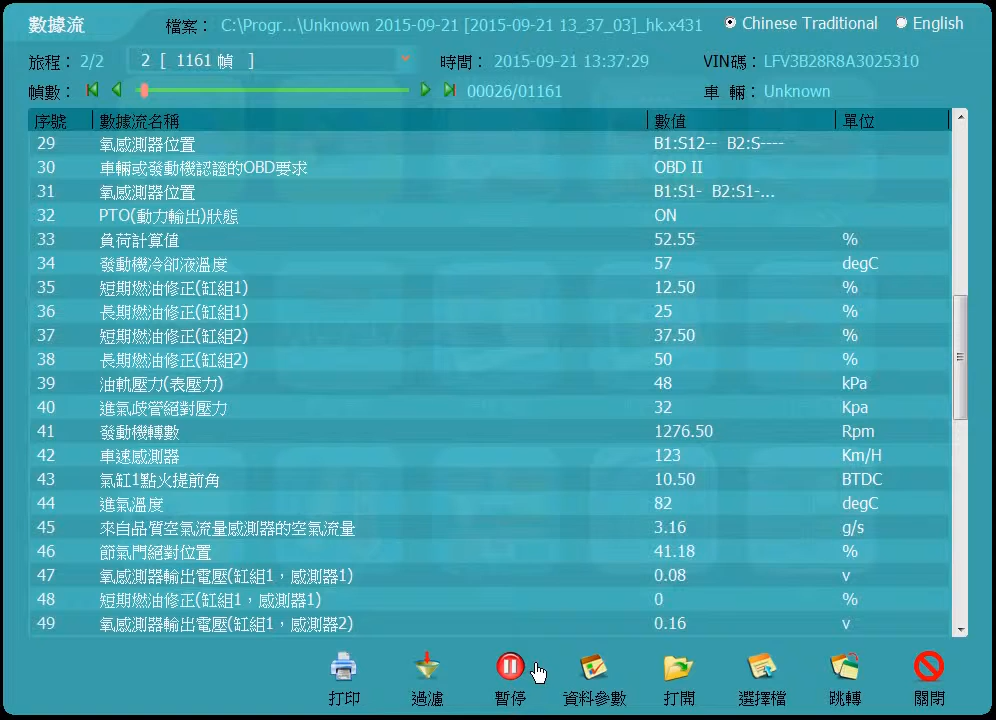 數據流
檔案： C:\Progr...\Unknown 2015-09-21 [2015-09-21 13_37_03]_hk.x431
Chinese Traditional
English
旅程： 2/2
2 [ 1161 幀 ]
時間： 2015-09-21 13:37:29
VIN碼：LFV3B28R8A3025310
幀數：
00026/01161
車 輛： Unknown
序號 數據流名稱 數值 單位
29 氧感測器位置 B1:S12-- B2:S----
30 車輛或發動機認證的OBD要求 OBD II
31 氧感測器位置 B1:S1- B2:S1-...
32 PTO(動力輸出)狀態 ON
33 負荷計算值 52.55 %
34 發動機冷卻液溫度 57 degC
35 短期燃油修正(缸組1) 12.50 %
36 長期燃油修正(缸組1) 25 %
37 短期燃油修正(缸組2) 37.50 %
38 長期燃油修正(缸組2) 50 %
39 油軌壓力(表壓力) 48 kPa
40 進氣歧管絕對壓力 32 Kpa
41 發動機轉數 1276.50 Rpm
42 車速感測器 123 Km/H
43 氣缸1點火提前角 10.50 BTDC
44 進氣溫度 82 degC
45 來自品質空氣流量感測器的空氣流量 3.16 g/s
46 節氣門絕對位置 41.18 %
47 氧感測器輸出電壓(缸組1，感測器1) 0.08 v
48 短期燃油修正(缸組1，感測器1) 0 %
49 氧感測器輸出電壓(缸組1，感測器2) 0.16 v
打印 過濾 暫停 資料參數 打開 選擇檔 跳轉 關閉